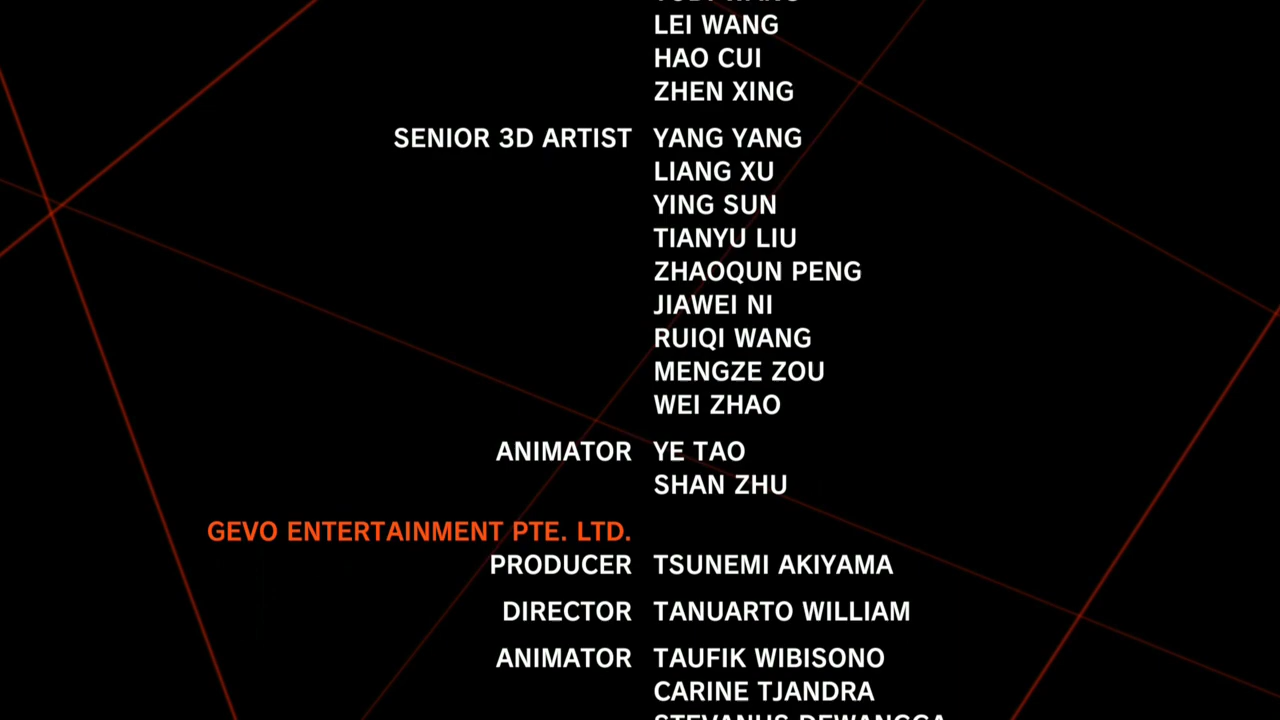 LEI WANG
HAO CUI
ZHEN XING
SENIOR 3D ARTIST YANG YANG
LIANG XU
YING SUN
TIANYU LIU
ZHAOQUN PENG
JIAWEI NI
RUIQI WANG
MENGZE ZOU
WEI ZHAO
ANIMATOR YE TAO
SHAN ZHU
GEVO ENTERTAINMENT PTE. LTD.
PRODUCER TSUNEMI AKIYAMA
DIRECTOR TANUARTO WILLIAM
ANIMATOR TAUFIK WIBISONO
CARINE TJANDRA